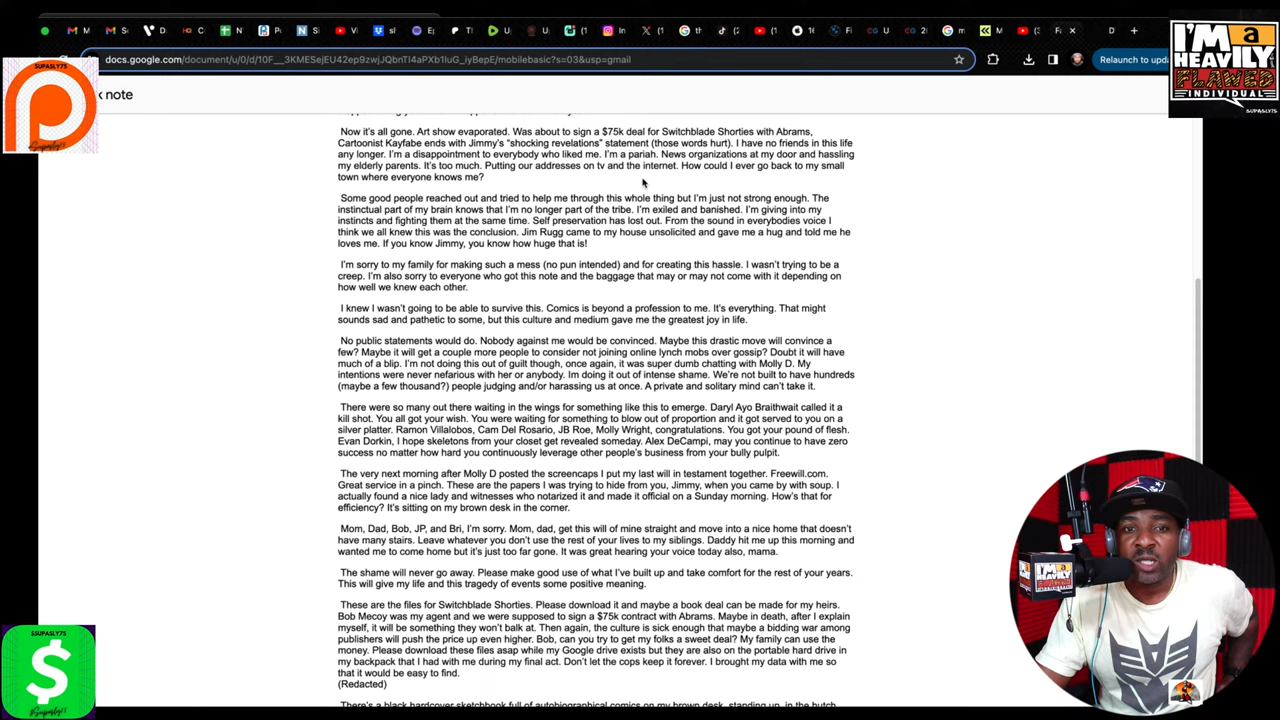 docs.google.com/document/u/0/d/10F__3KMESejEU42ep9zwjJQbnTI4aPXb1luG_iyBepE/mobilebasic?s=03&usp=gmail
Relaunch to upd
note
Now it's all gone. Art show evaporated. Was about to sign a $75k deal for Switchblade Shorties with Abrams,
Cartoonist Kayfabe ends with Jimmy's "shocking revelations" statement (those words hurt). I have no friends in this life
any longer. I'm a disappointment to everybody who liked me. I'm a pariah. News organizations at my door and hassling
my elderly parents. It's too much. Putting our addresses on tv and the internet. How could I ever go back to my small
town where everyone knows me?
Some good people reached out and tried to help me through this whole thing but I'm just not strong enough. The
instinctual part of my brain knows that I'm no longer part of the tribe. I'm exiled and banished. I'm giving into my
instincts and fighting them at the same time. Self preservation has lost out. From the sound in everybodies voice I
think we all knew this was the conclusion. Jim Rugg came to my house unsolicited and gave me a hug and told me he
loves me. If you know Jimmy, you know how huge that is!
I'm sorry to my family for making such a mess (no pun intended) and for creating this hassle. I wasn't trying to be a
creep. I'm also sorry to everyone who got this note and the baggage that may or may not come with it depending on
how well we knew each other.
I knew I wasn't going to be able to survive this. Comics is beyond a profession to me. It's everything. That might
sounds sad and pathetic to some, but this culture and medium gave me the greatest joy in life.
No public statements would do. Nobody against me would be convinced. Maybe this drastic move will convince a
few? Maybe it will get a couple more people to consider not joining online lynch mobs over gossip? Doubt it will have
much of a blip. I'm not doing this out of guilt though, once again, it was super dumb chatting with Molly D. My
intentions were never nefarious with her or anybody. Im doing it out of intense shame. We're not built to have hundreds
(maybe a few thousand?) people judging and/or harassing us at once. A private and solitary mind can't take it.
There were so many out there waiting in the wings for something like this to emerge. Daryl Ayo Braithwait called it a
kill shot. You all got your wish. You were waiting for something to blow out of proportion and it got served to you on a
silver platter. Ramon Villalobos, Cam Del Rosario, JB Roe, Molly Wright, congratulations. You got your pound of flesh.
Evan Dorkin, I hope skeletons from your closet get revealed someday. Alex DeCampi, may you continue to have zero
success no matter how hard you continuously leverage other people's business from your bully pulpit.
The very next morning after Molly D posted the screencaps I put my last will in testament together. Freewill.com.
Great service in a pinch. These are the papers I was trying to hide from you, Jimmy, when you came by with soup. I
actually found a nice lady and witnesses who notarized it and made it official on a Sunday morning. How's that for
efficiency? It's sitting on my brown desk in the corner.
Mom, Dad, Bob, JP, and Bri, I'm sorry. Mom, dad, get this will of mine straight and move into a nice home that doesn't
have many stairs. Leave whatever you don't use the rest of your lives to my siblings. Daddy hit me up this morning and
wanted me to come home but it's just too far gone. It was great hearing your voice today also, mama.
The shame will never go away. Please make good use of what I've built up and take comfort for the rest of your years.
This will give my life and this tragedy of events some positive meaning.
These are the files for Switchblade Shorties. Please download it and maybe a book deal can be made for my heirs.
Bob Mecoy was my agent and we were supposed to sign a $75k contract with Abrams. Maybe in death, after I explain
myself, it will be something they won't balk at. Then again, the culture is sick enough that maybe a bidding war among
publishers will push the price up even higher. Bob, can you try to get my folks a sweet deal? My family can use the
money. Please download these files asap while my Google drive exists but they are also on the portable hard drive in
my backpack that I had with me during my final act. Don't let the cops keep it forever. I brought my data with me so
that it would be easy to find.
(Redacted)
There's a black hardcover sketchbook full of autobiographical comics on my brown desk, standing up, in the hutch
SUPASLY75
I'M a
HEAVILY
FLAWED
INDIVIDUAL
SUPASLY75
$SUPASLY75
$
I'M a
HEAVILY
FLAWED